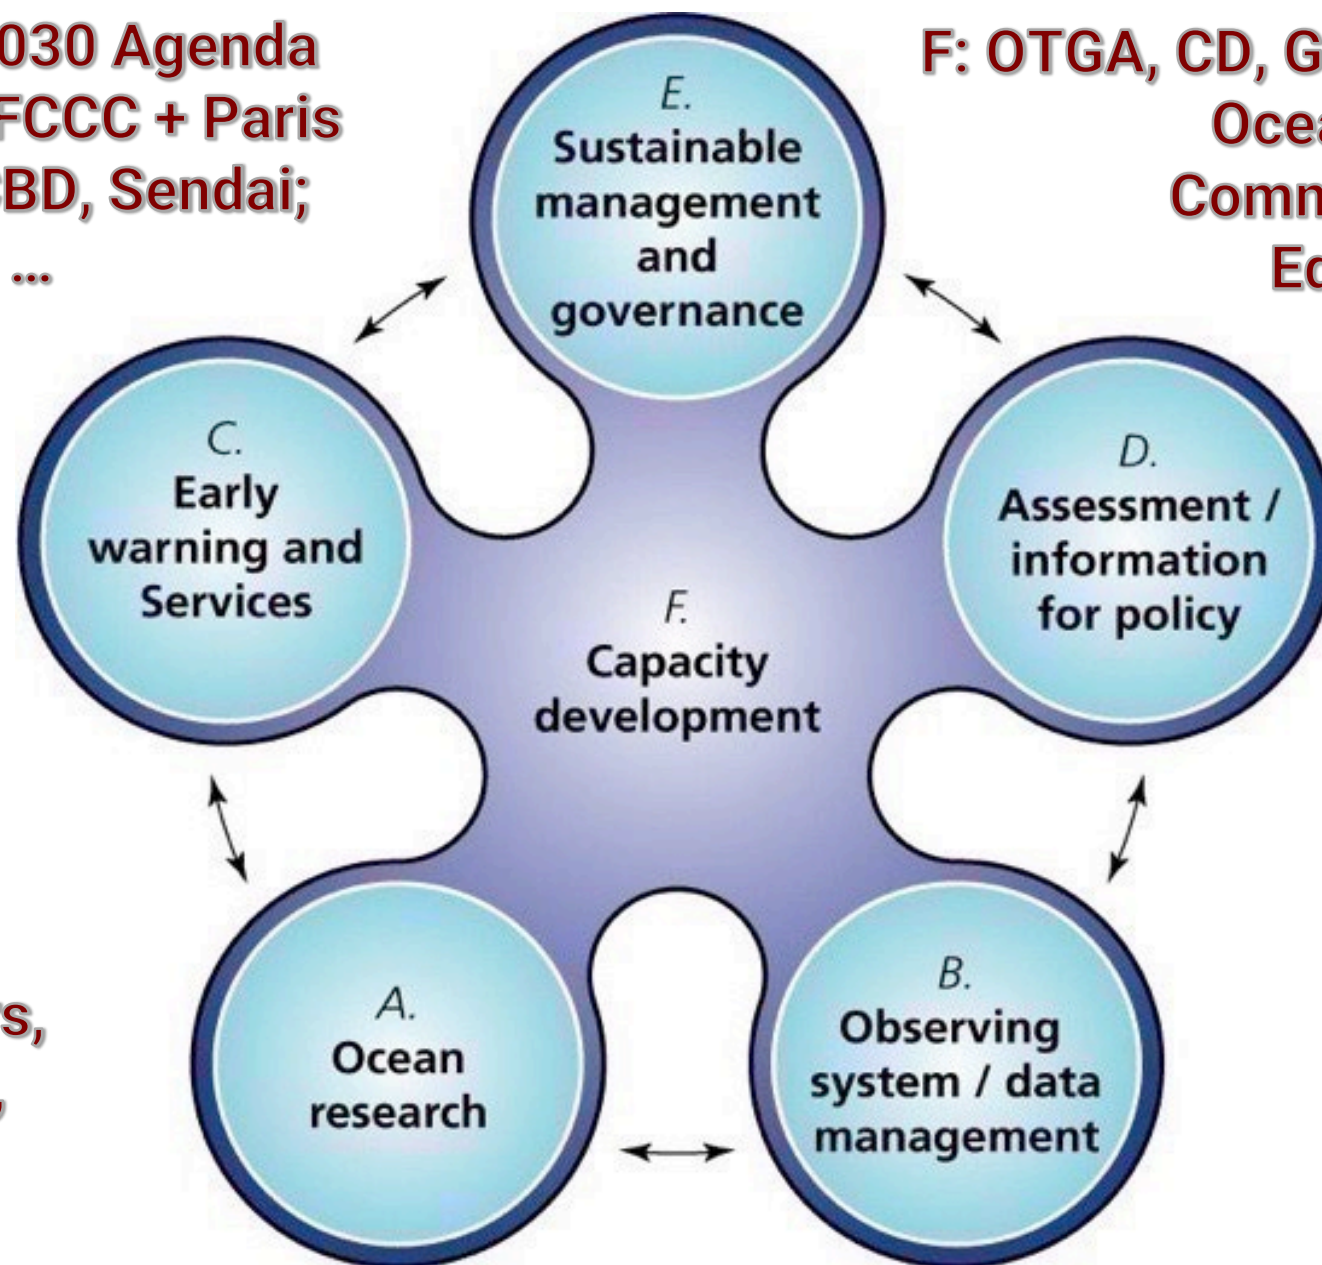 030 Agenda
FCCC + Paris
BD, Sendai;
...
F: OTGA, CD, G
Ocea
Comm
Ed
E.
Sustainable
management
and
governance
C.
Early
warning and
Services
D.
Assessment /
information
for policy
F.
Capacity
development
s,
A.
Ocean
research
B.
Observing
system / data
management